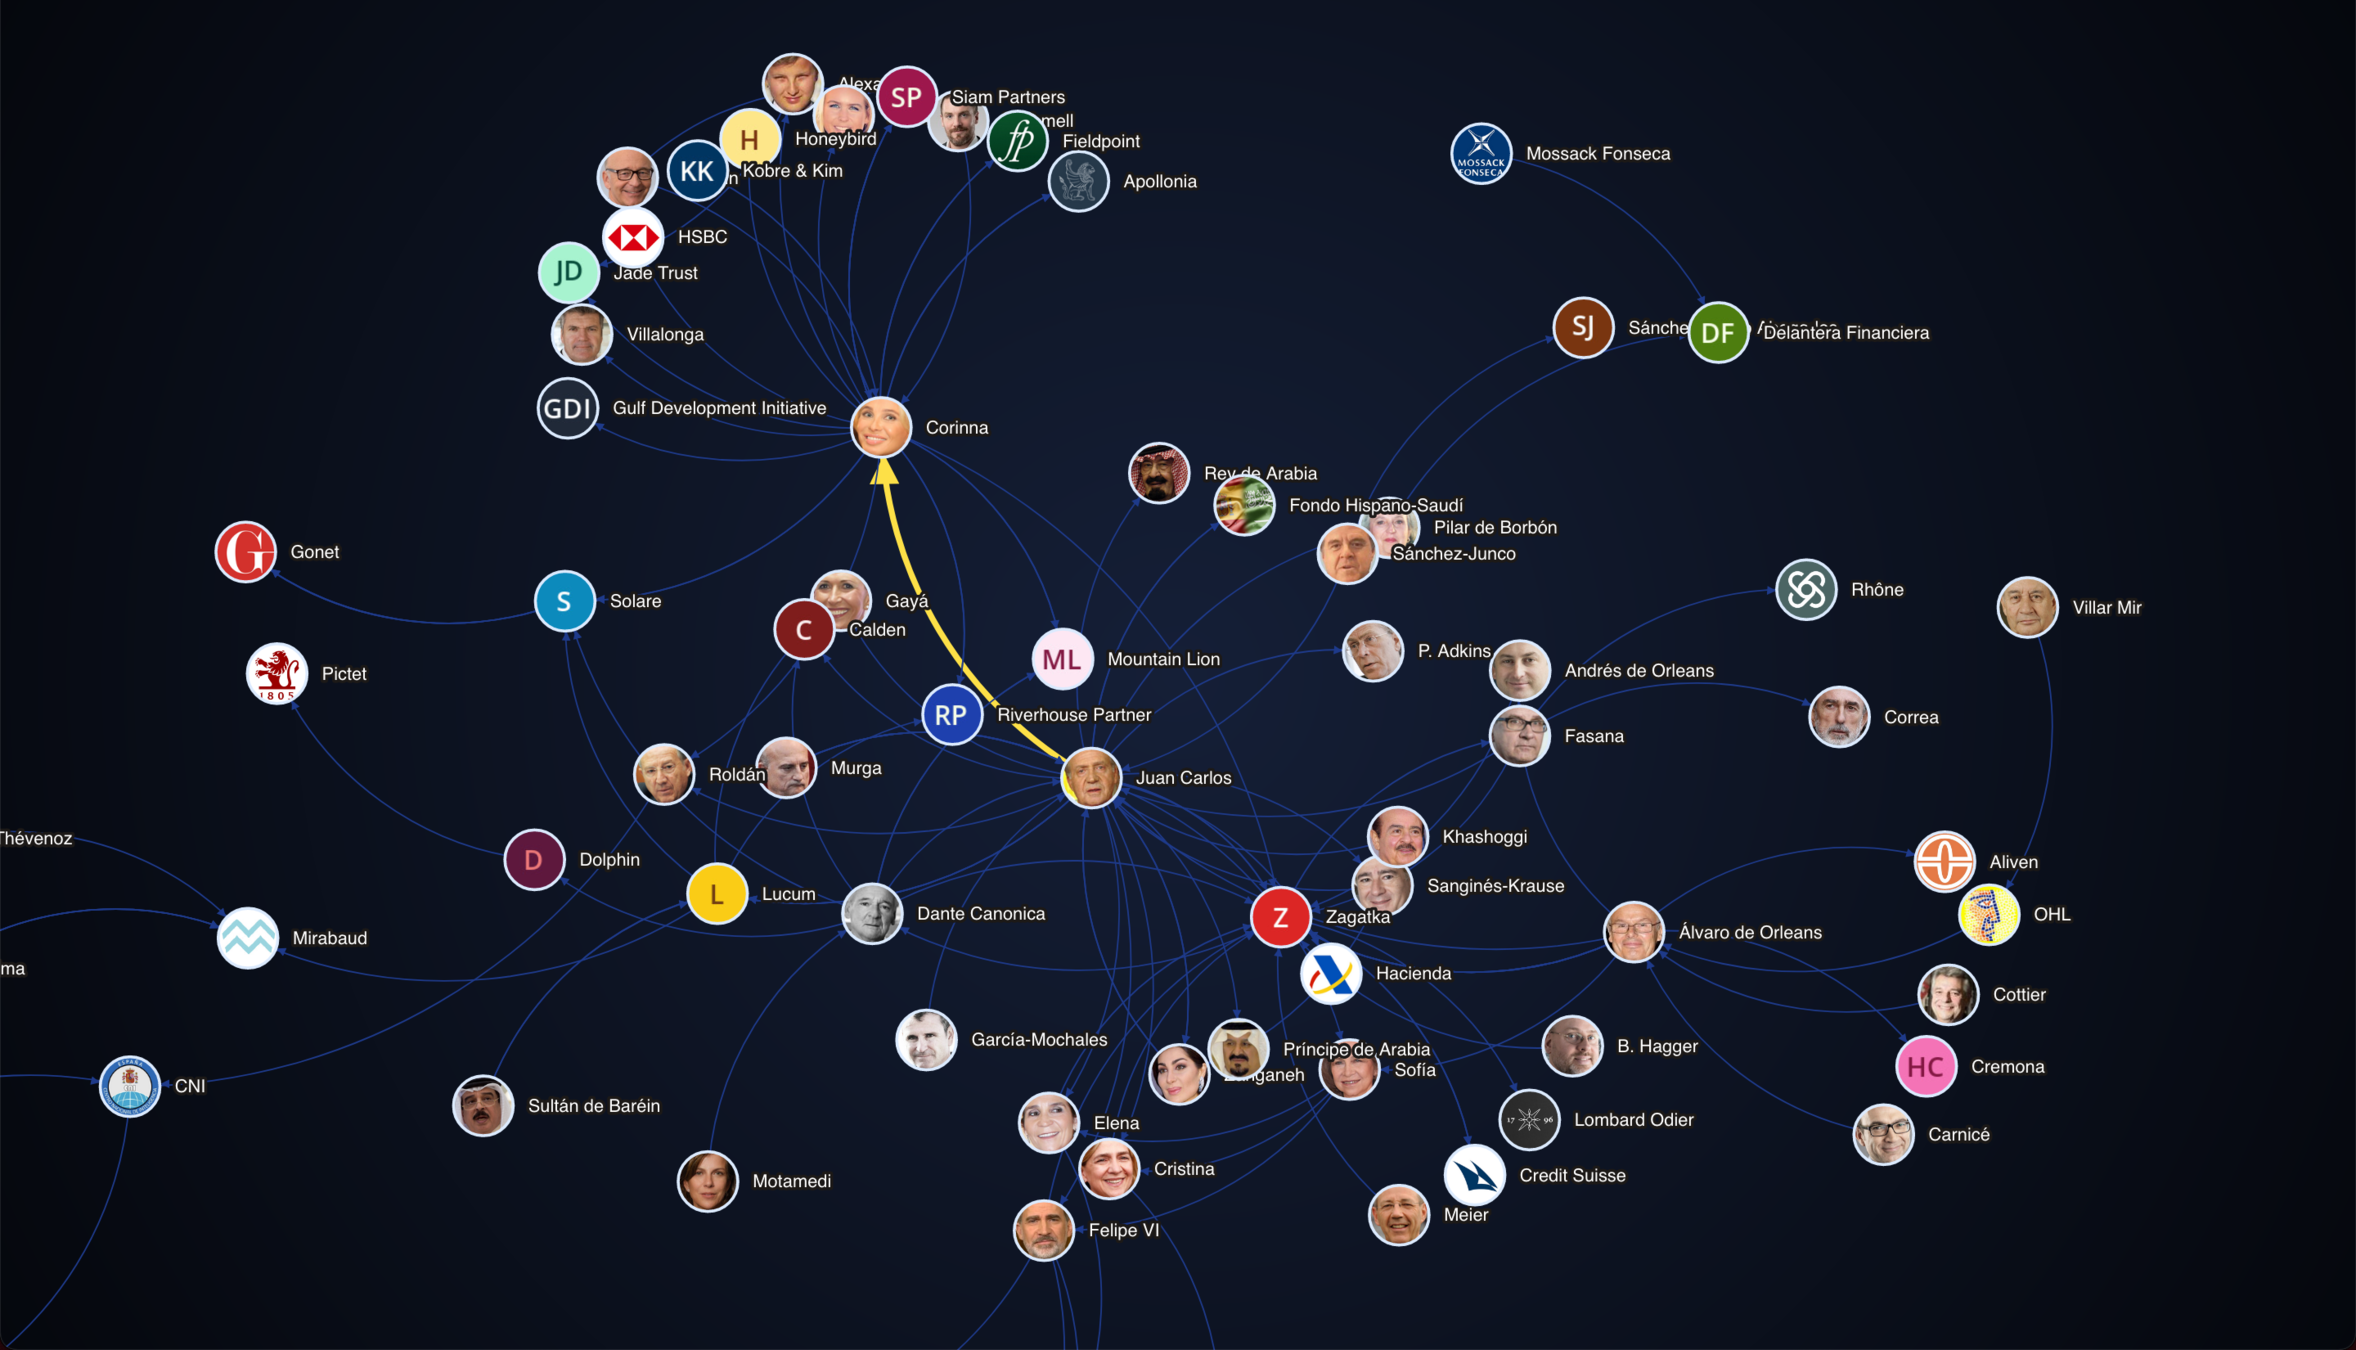 Alexa
SP
Siam Partners
mell
H
Honeybird
fp
Fieldpoint
KK
Kobre & Kim
Apollonia
MOSSACK
FONSECA
Mossack Fonseca
HSBC
JD
Jade Trust
Villalonga
SJ
Sánche
DF
Delantera Financiera
GDI
Gulf Development Initiative
Corinna
Rey de Arabia
Fondo Hispano-Saudí
Pilar de Borbón
Sánchez-Junco
G
Gonet
S
Solare
Gayá
C
Calden
Rhône
Villar Mir
ML
Mountain Lion
P. Adkins
Andrés de Orleans
1805
Pictet
RP
Riverhouse Partner
Fasana
Correa
Roldán
Murga
Juan Carlos
Thévenoz
Khashoggi
D
Dolphin
Aliven
L
Lucum
Sanginés-Krause
Dante Canonica
Z
Zagatka
OHL
Mirabaud
Álvaro de Orleans
ma
Hacienda
Cottier
García-Mochales
Príncipe de Arabia
B. Hagger
Sofía
anganeh
HC
Cremona
ESPAÑA
CNI
Sultán de Baréin
Elena
17 96
Lombard Odier
Carnicé
Cristina
Credit Suisse
Motamedi
Meier
Felipe VI